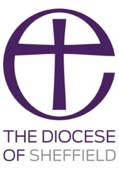 THE DIOCESE
OF SHEFFIELD